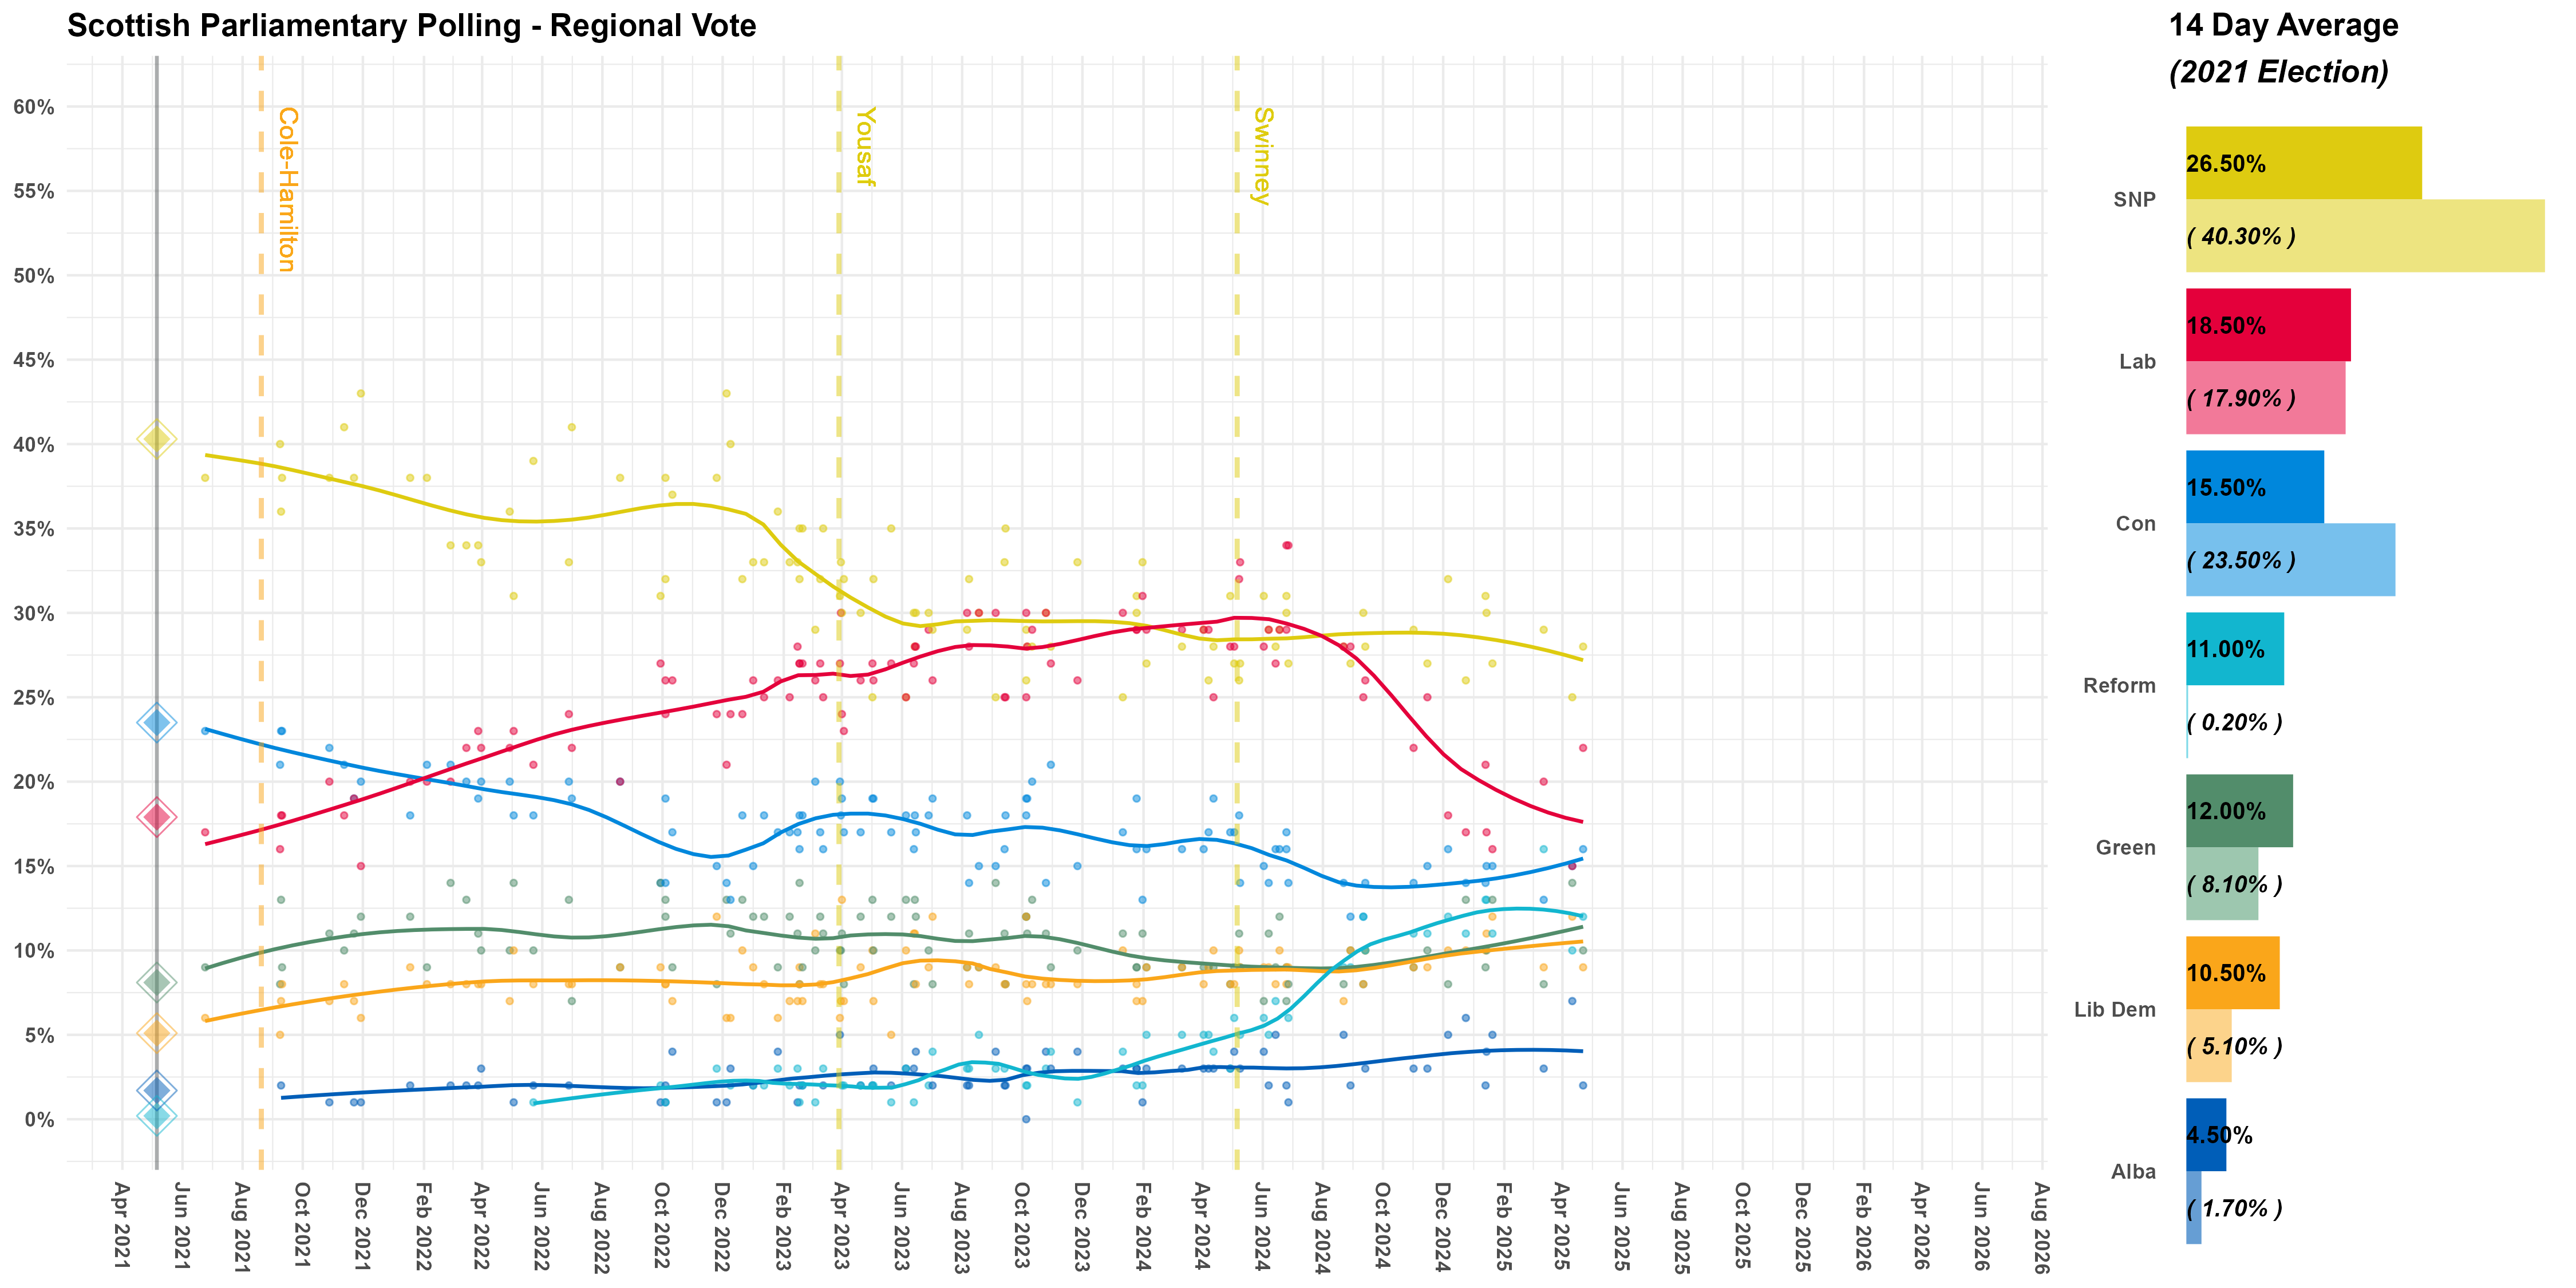 Scottish Parliamentary Polling - Regional Vote
14 Day Average
(2021 Election)
60%
55%
50%
45%
40%
35%
30%
25%
20%
15%
10%
5%
0%
Cole-Hamilton
Yousaf
Swinney
Apr 2021
Jun 2021
Aug 2021
Oct 2021
Dec 2021
Feb 2022
Apr 2022
Jun 2022
Aug 2022
Oct 2022
Dec 2022
Feb 2023
Apr 2023
Jun 2023
Aug 2023
Oct 2023
Dec 2023
Feb 2024
Apr 2024
Jun 2024
Aug 2024
Oct 2024
Dec 2024
Feb 2025
Apr 2025
Jun 2025
Aug 2025
Oct 2025
Dec 2025
Feb 2026
Apr 2026
Jun 2026
Aug 2026
SNP
26.50%
( 40.30% )
Lab
18.50%
( 17.90% )
Con
15.50%
( 23.50% )
Reform
11.00%
( 0.20% )
Green
12.00%
( 8.10% )
Lib Dem
10.50%
( 5.10% )
Alba
4.50%
( 1.70% )